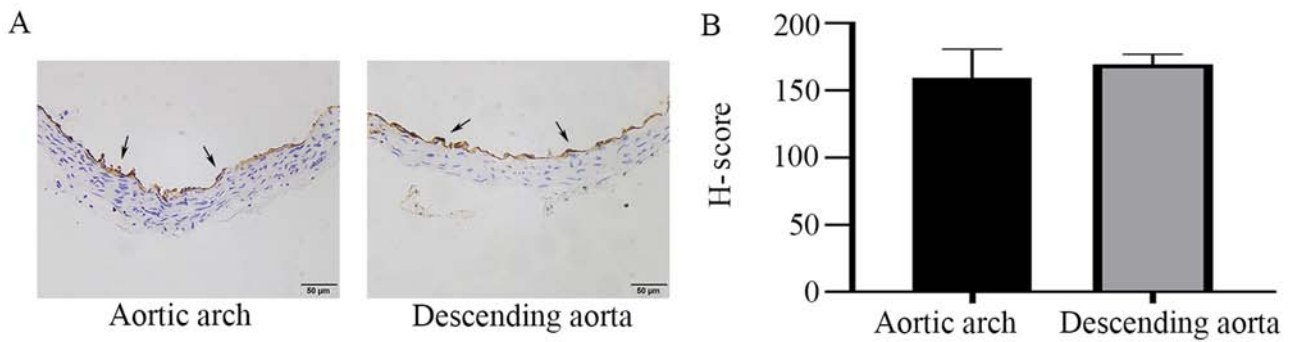 A
50 µm
50 µm
Aortic arch
Descending aorta
B
200
150
100
50
0
H-score
Aortic arch
Descending aorta